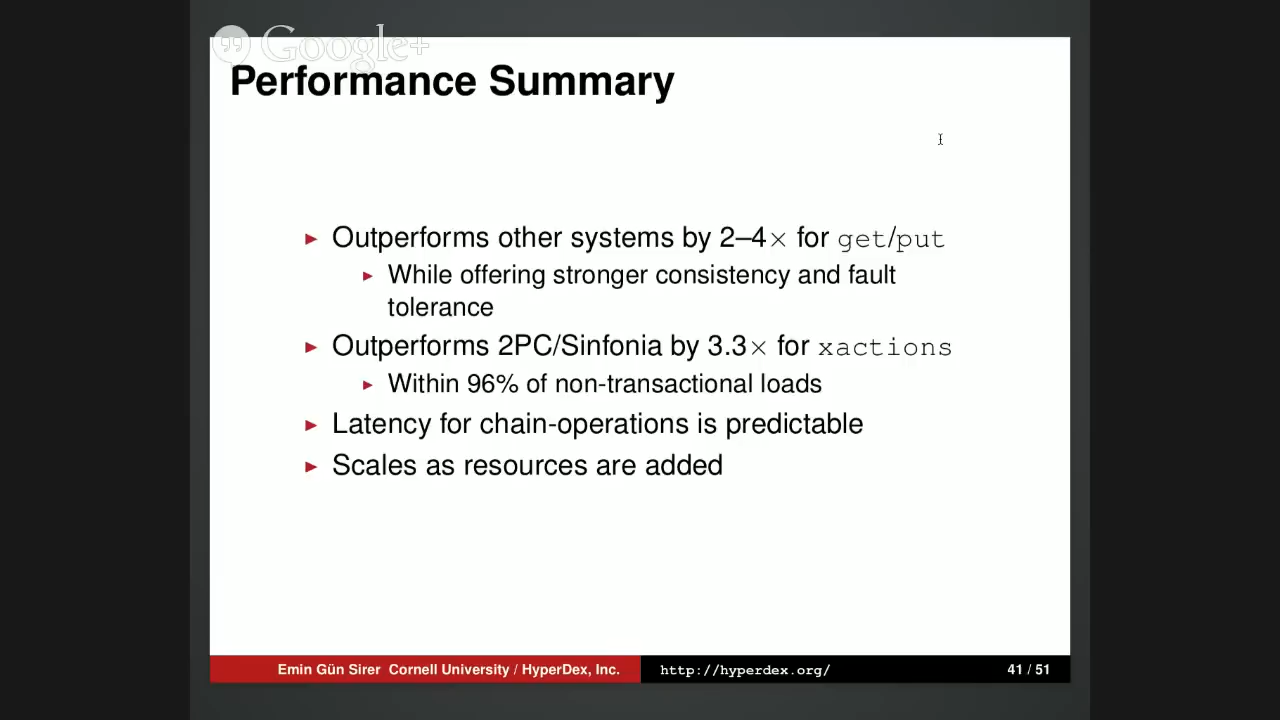 Google+
Performance Summary
Outperforms other systems by 2–4× for get/put
While offering stronger consistency and fault
tolerance
Outperforms 2PC/Sinfonia by 3.3× for xactions
Within 96% of non-transactional loads
Latency for chain-operations is predictable
Scales as resources are added
Emin Gün Sirer Cornell University / HyperDex, Inc. http://hyperdex.org/ 41 / 51